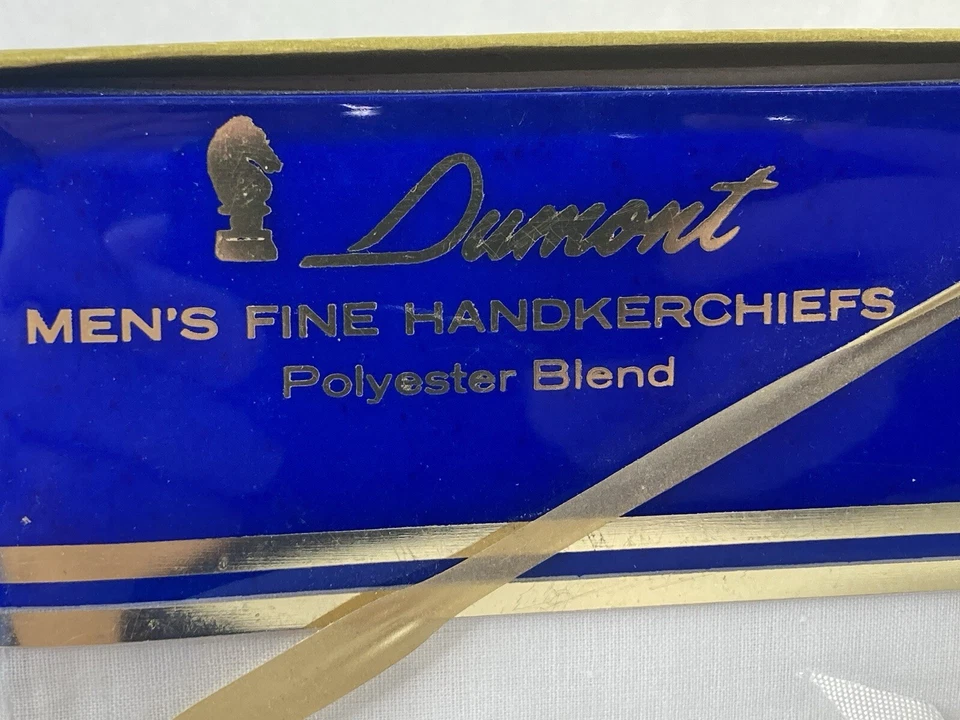 Dumont
MEN'S FINE HANDKERCHIEFS
Polyester Blend